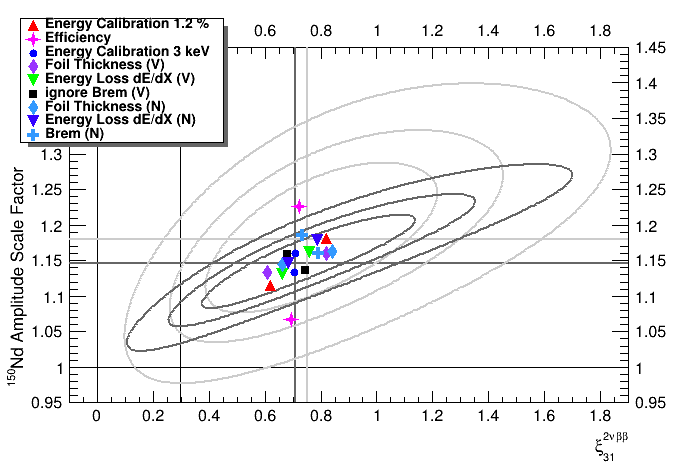 Energy Calibration 1.2 %
Efficiency
Energy Calibration 3 keV
Foil Thickness (V)
Energy Loss dE/dX (V)
ignore Brem (V)
Foil Thickness (N)
Energy Loss dE/dX (N)
Brem (N)
0.6 0.8 1 1.2 1.4 1.6 1.8
1.45
1.4
1.35
1.3 1.3
1.25 1.25
1.2 1.2
1.15 1.15
1.1 1.1
1.05 1.05
1 1
0.95 0.95
0 0.2 0.4 0.6 0.8 1 1.2 1.4 1.6 1.8
150Nd Amplitude Scale Factor
ξ31 2νββ